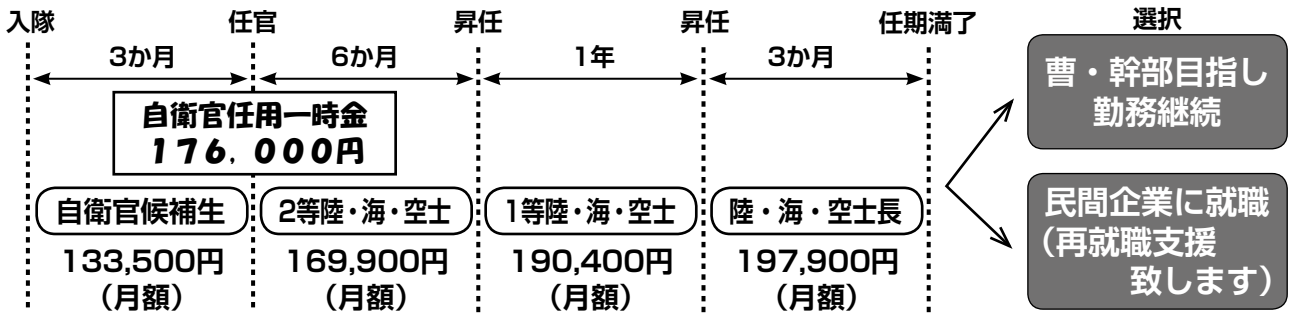 入隊 任官 昇任 昇任 任期満了 選択
3か月 6か月 1年 3か月
自衛官任用一時金
176,000円
自衛官候補生 2等陸・海・空士 1等陸・海・空士 陸・海・空士長
133,500円 169,900円 190,400円 197,900円
（月額） （月額） （月額） （月額）
曹・幹部目指し
勤務継続
民間企業に就職
（再就職支援
致します）